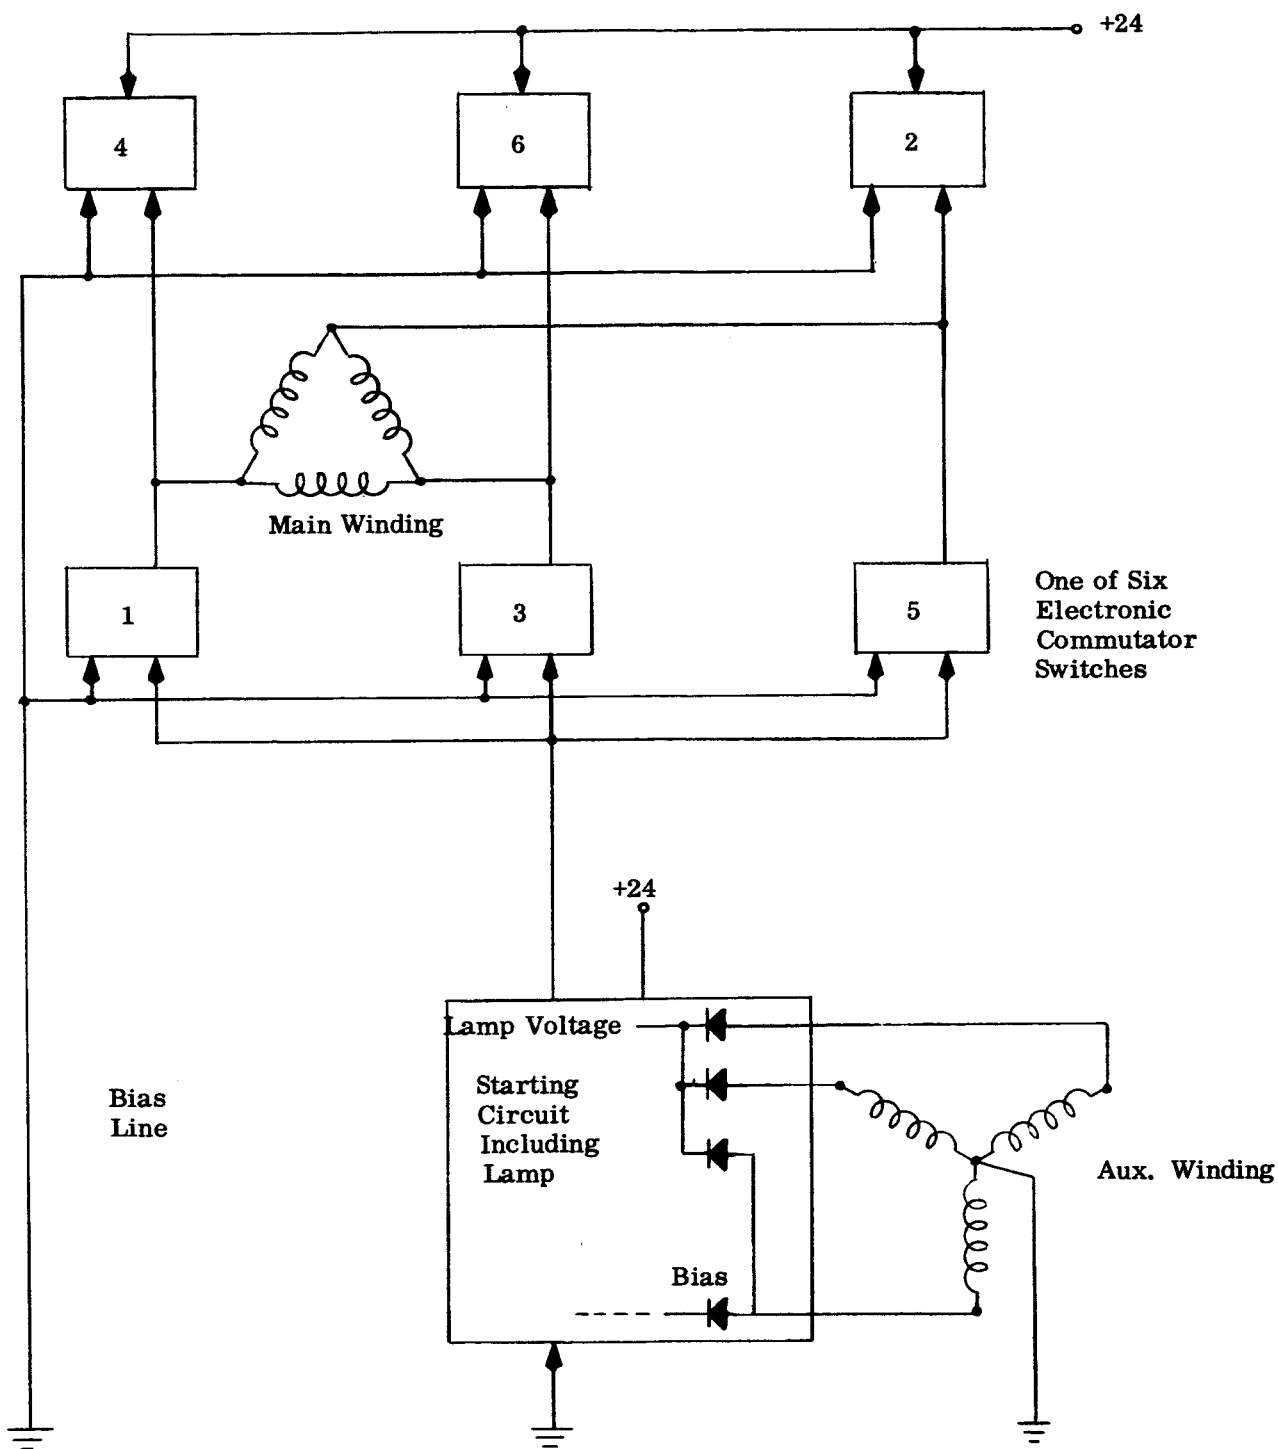 +24
4
6
2
Main Winding
1
3
5
One of Six
Electronic
Commutator
Switches
+24
Lamp Voltage
Starting
Circuit
Including
Lamp
Bias
Line
Aux. Winding
Bias